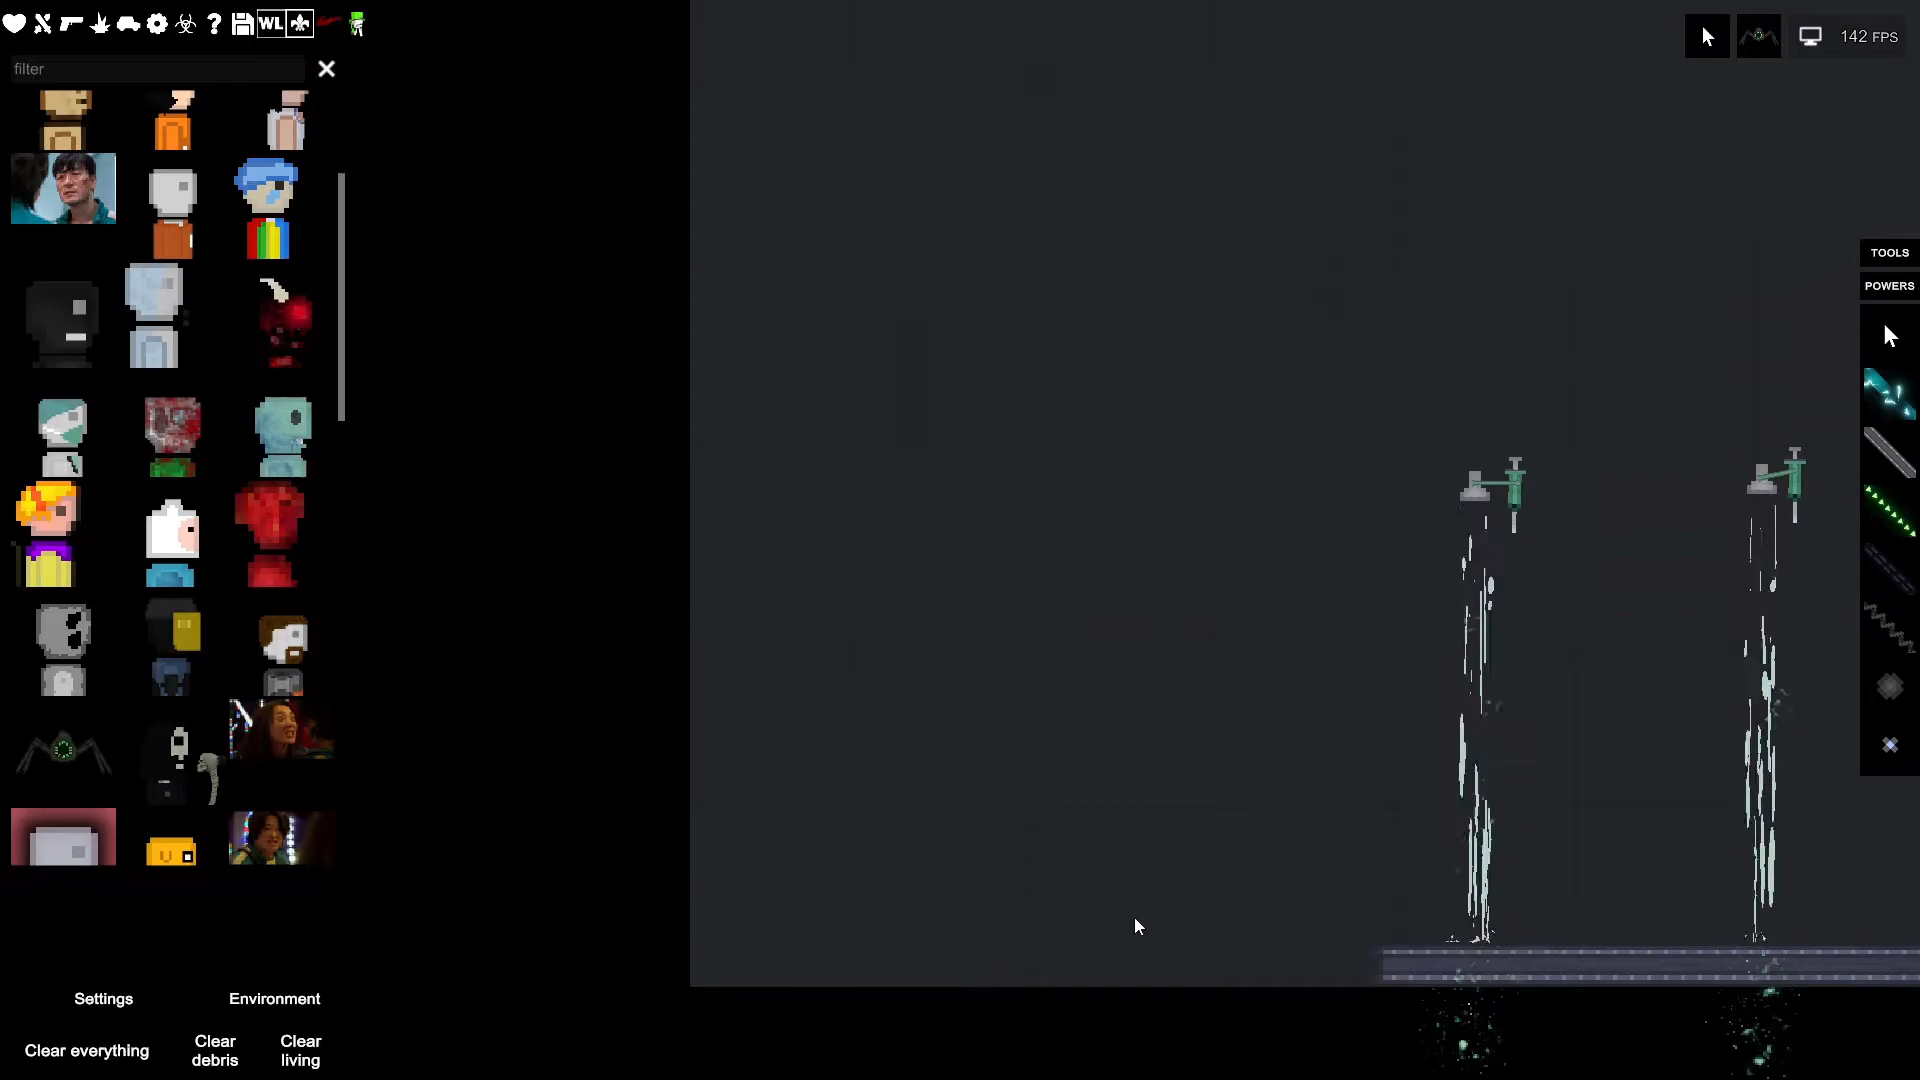 WL
142 FPS
filter
TOOLS
POWERS
Settings
Environment
Clear everything
Clear
debris
Clear
living